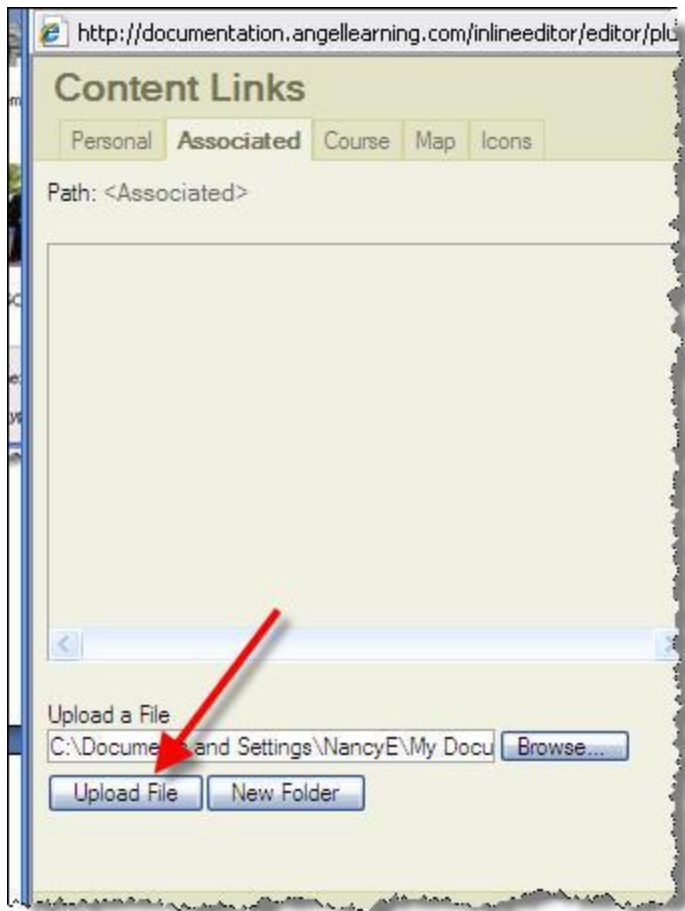 http://documentation.angellearning.com/inlineeditor/editor/plu
Content Links
Personal Associated Course Map Icons
Path: <Associated>
Upload a File
C:\Documents and Settings\NancyE\My Docu Browse...
Upload File New Folder